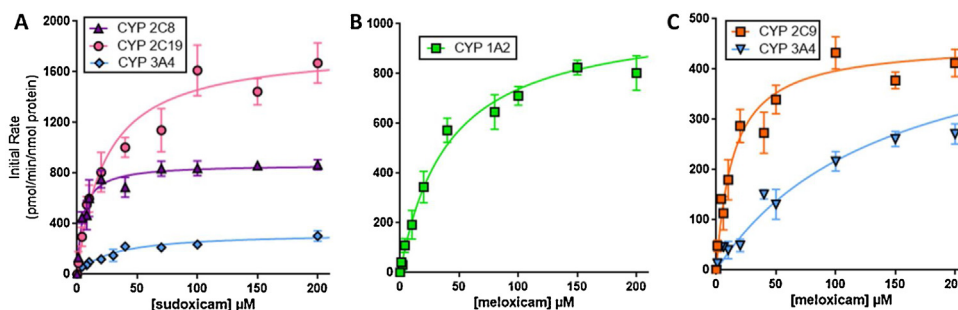 A
CYP 2C8
CYP 2C19
CYP 3A4
Initial Rate
(pmol/min/nmol protein)
2000
1600
1200
800
400
0
0 50 100 150 200
[sudoxicam] µM
B
CYP 1A2
1000
800
600
400
200
0
0 50 100 150 200
[meloxicam] µM
C
CYP 2C9
CYP 3A4
500
400
300
200
100
0
0 50 100 150 200
[meloxicam] µM